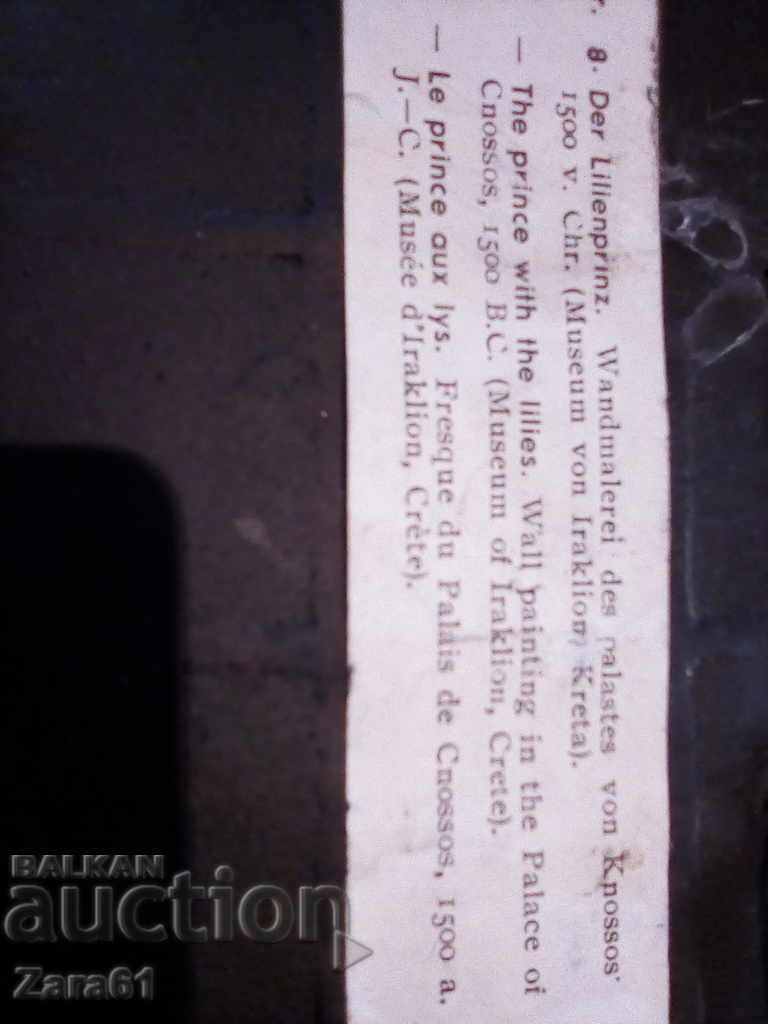 8. Der Lilienprinz. Wandmalerei des Palastes von Knossos
1500 v. Chr. (Museum von Iraklion, Kreta).
— The prince with the lilies. Wall painting in the Palace of
Cnossos, 1500 B.C. (Museum of Iraklion, Crete).
— Le prince aux lys. Fresque du Palais de Cnossos, 1500 a.
J.–C. (Musée d'Iraklion, Crète).
BALKAN
auction
Zara61